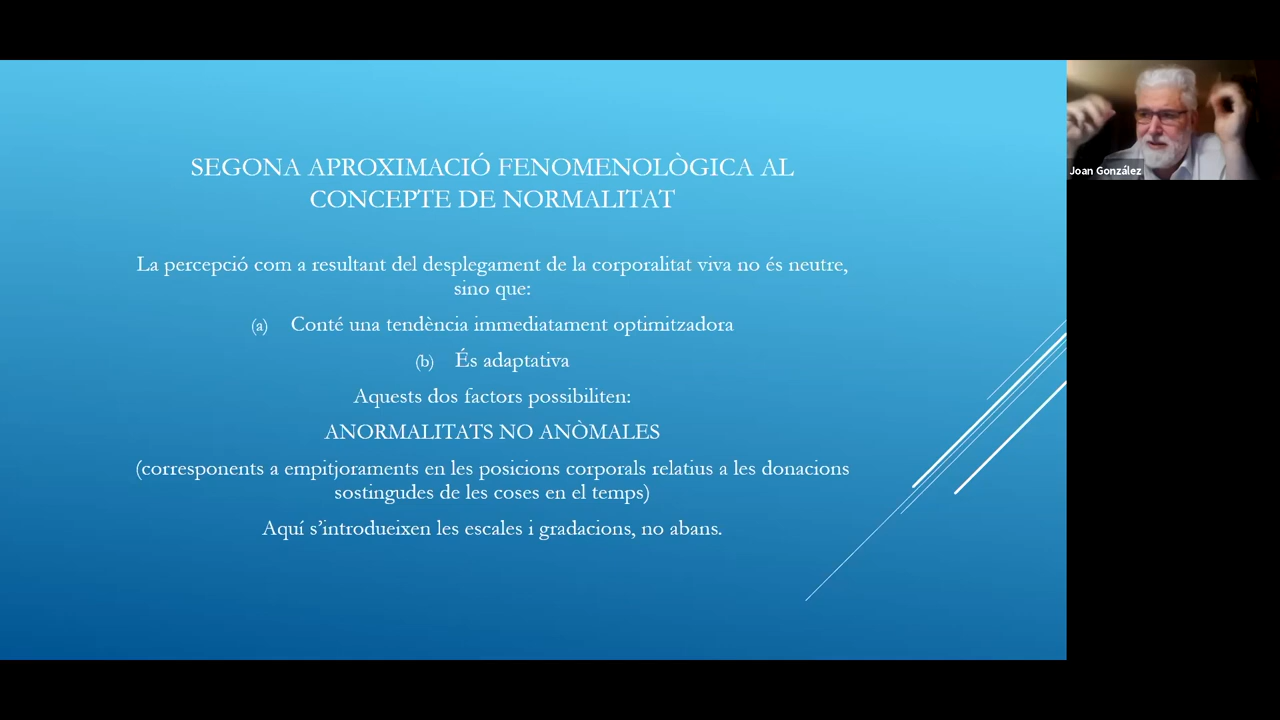 SEGONA APROXIMACIÓ FENOMENOLÒGICA AL
CONCEPTE DE NORMALITAT
La percepció com a resultant del desplegament de la corporalitat viva no és neutre,
sino que:
(a) Conté una tendència immediatament optimitzadora
(b) És adaptativa
Aquests dos factors possibiliten:
ANORMALITATS NO ANÒMALES
(corresponents a empitjoraments en les posicions corporals relatius a les donacions
sostingudes de les coses en el temps)
Aquí s’introdueixen les escales i gradacions, no abans.
Joan González